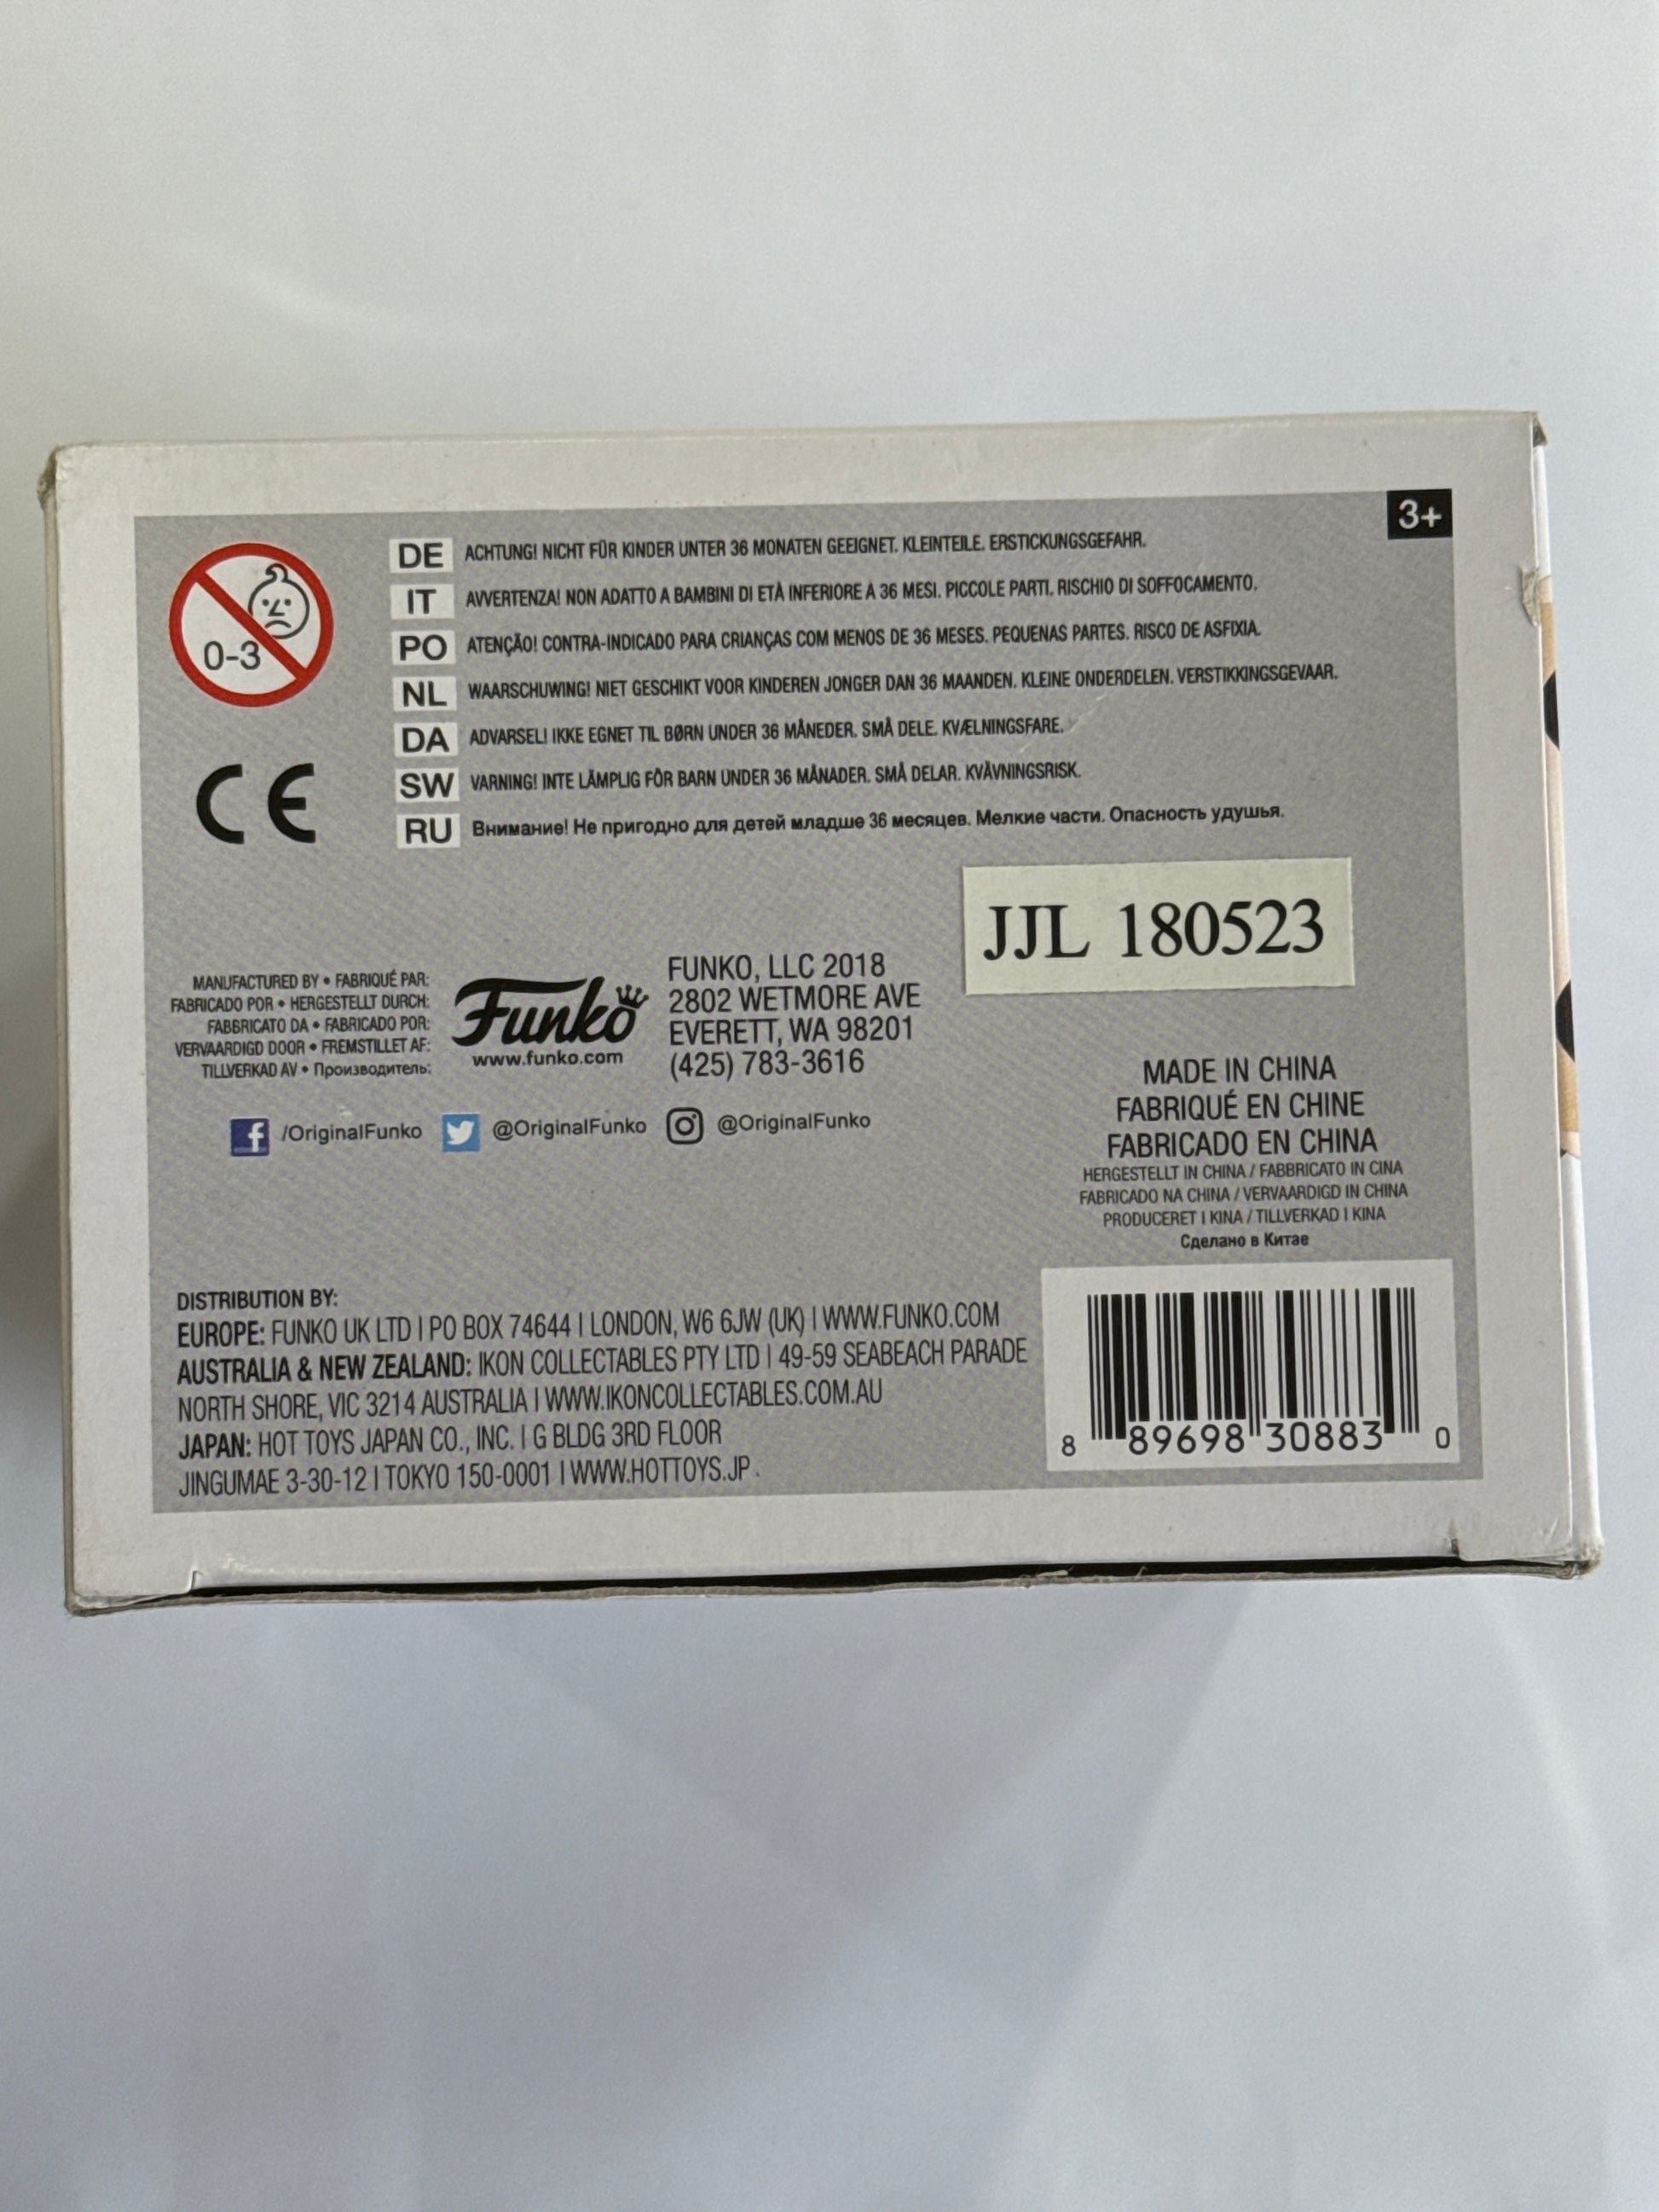 3+
0-3
DE ACHTUNG! NICHT FÜR KINDER UNTER 36 MONATEN GEEIGNET. KLEINTEILE. ERSTICKUNGSGEFAHR.
IT AVVERTENZA! NON ADATTO A BAMBINI DI ETÀ INFERIORE A 36 MESI. PICCOLE PARTI. RISCHIO DI SOFFOCAMENTO.
PO ATENÇÃO! CONTRA-INDICADO PARA CRIANÇAS COM MENOS DE 36 MESES. PEQUENAS PARTES. RISCO DE ASFIXIA.
NL WAARSCHUWING! NIET GESCHIKT VOOR KINDEREN JONGER DAN 36 MAANDEN. KLEINE ONDERDELEN. VERSTIKKINGSGEVAAR.
DA ADVARSEL! IKKE EGNET TIL BØRN UNDER 36 MÅNEDER. SMÅ DELE. KVÆLNINGSFARE.
SW VARNING! INTE LÄMPLIG FÖR BARN UNDER 36 MÅNADER. SMÅ DELAR. KVÄVNINGSRISK.
RU Внимание! Не пригодно для детей младше 36 месяцев. Мелкие части. Опасность удушья.
CE
JJL 180523
MANUFACTURED BY • FABRIQUÉ PAR:
FABRICADO POR • HERGESTELLT DURCH:
FABBRICATO DA • FABRICADO POR:
VERVAARDIGD DOOR • FREMSTILLET AF:
TILLVERKAD AV • Производитель:
Funko
www.funko.com
FUNKO, LLC 2018
2802 WETMORE AVE
EVERETT, WA 98201
(425) 783-3616
/OriginalFunko @OriginalFunko @OriginalFunko
MADE IN CHINA
FABRIQUÉ EN CHINE
FABRICADO EN CHINA
HERGESTELLT IN CHINA / FABBRICATO IN CINA
FABRICADO NA CHINA / VERVAARDIGD IN CHINA
PRODUCERET I KINA / TILLVERKAD I KINA
Сделано в Китае
DISTRIBUTION BY:
EUROPE: FUNKO UK LTD | PO BOX 74644 | LONDON, W6 6JW (UK) | WWW.FUNKO.COM
AUSTRALIA & NEW ZEALAND: IKON COLLECTABLES PTY LTD | 49-59 SEABEACH PARADE
NORTH SHORE, VIC 3214 AUSTRALIA | WWW.IKONCOLLECTABLES.COM.AU
JAPAN: HOT TOYS JAPAN CO., INC. | G BLDG 3RD FLOOR
JINGUMAE 3-30-12 | TOKYO 150-0001 | WWW.HOTTOYS.JP.
8 89698 30883 0